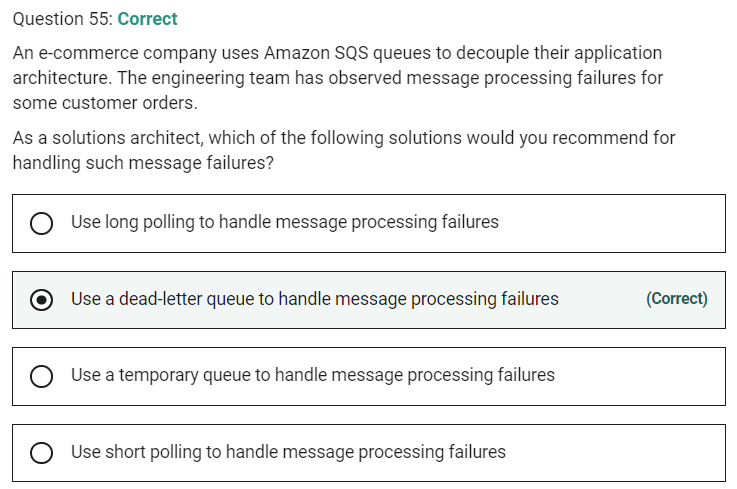 Question 55: Correct
An e-commerce company uses Amazon SQS queues to decouple their application
architecture. The engineering team has observed message processing failures for
some customer orders.
As a solutions architect, which of the following solutions would you recommend for
handling such message failures?
Use long polling to handle message processing failures
Use a dead-letter queue to handle message processing failures (Correct)
Use a temporary queue to handle message processing failures
Use short polling to handle message processing failures